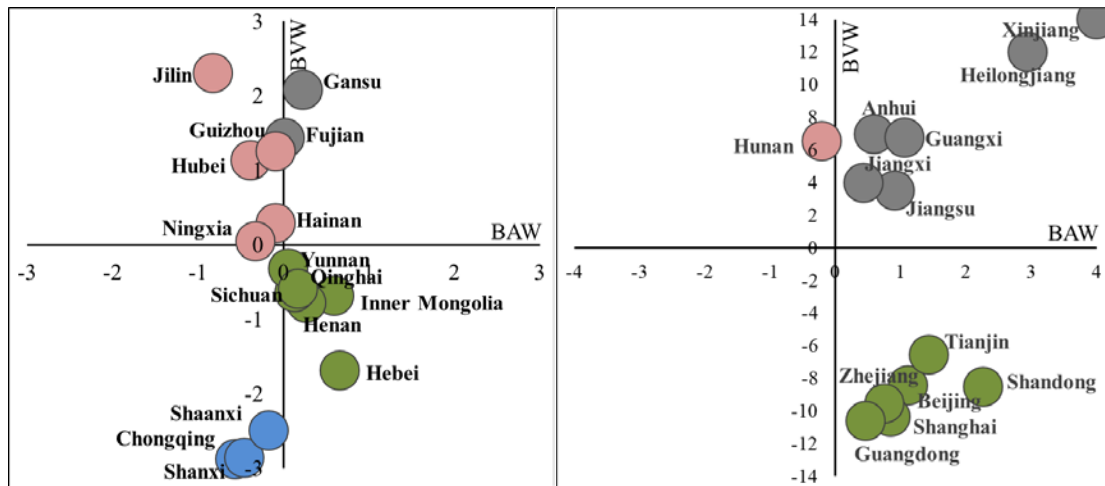 3
BVW
Jilin
2
Gansu
Guizhou
Fujian
Hubei
1
Hainan
Ningxia
0
BAW
-3
-2
-1
0
2
3
Yunnan
Qinghai
Sichuan
Inner Mongolia
-1
Henan
Hebei
-2
Shaanxi
Chongqing
Shanxi
-3
14
BVW
Xinjiang
12
Heilongjiang
10
8
Anhui
Guangxi
Hunan
6
Jiangxi
4
Jiangsu
2
0
BAW
-4
-3
-2
-1
0
1
2
3
4
-2
-4
-6
Tianjin
-8
Zhejiang
Shandong
Beijing
-10
Shanghai
-12
Guangdong
-14